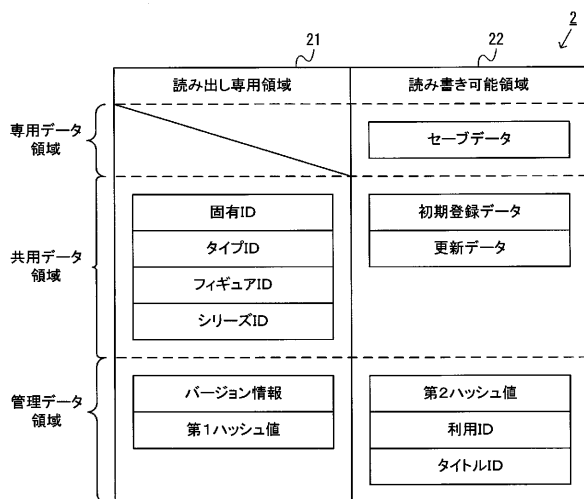 2
21
22
読み出し専用領域
読み書き可能領域
専用データ
領域
セーブデータ
共用データ
領域
固有ID
タイプID
フィギュアID
シリーズID
初期登録データ
更新データ
管理データ
領域
バージョン情報
第1ハッシュ値
第2ハッシュ値
利用ID
タイトルID